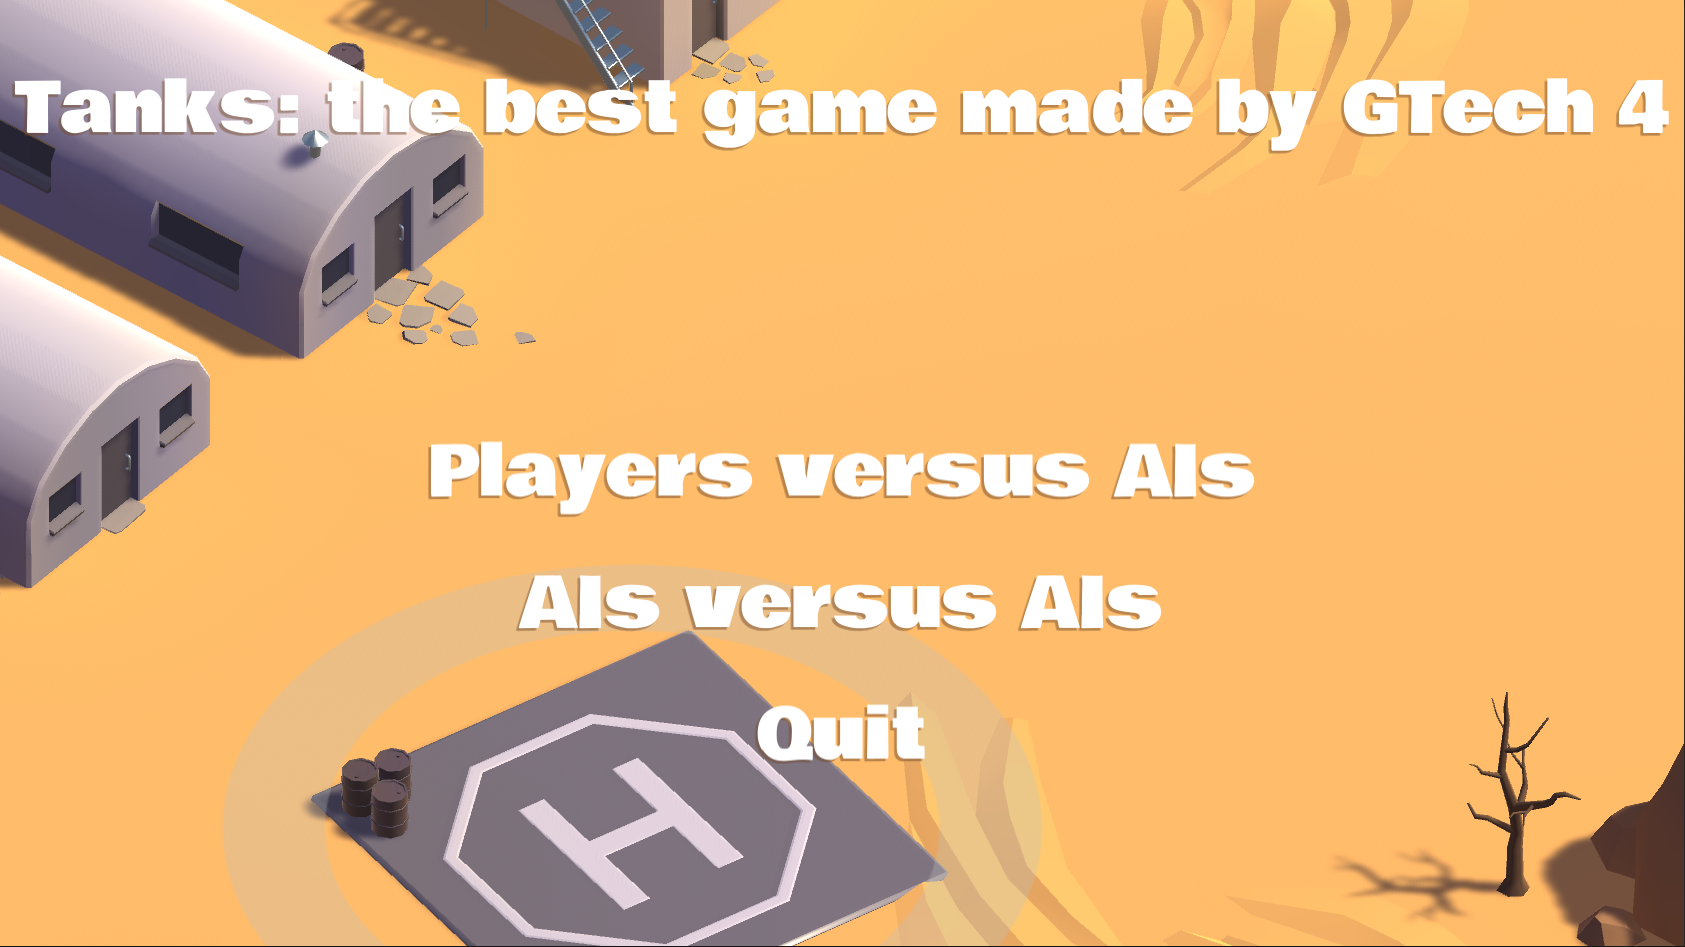 Tanks: the best game made by GTech 4
Players versus AIs
AIs versus AIs
Quit
H